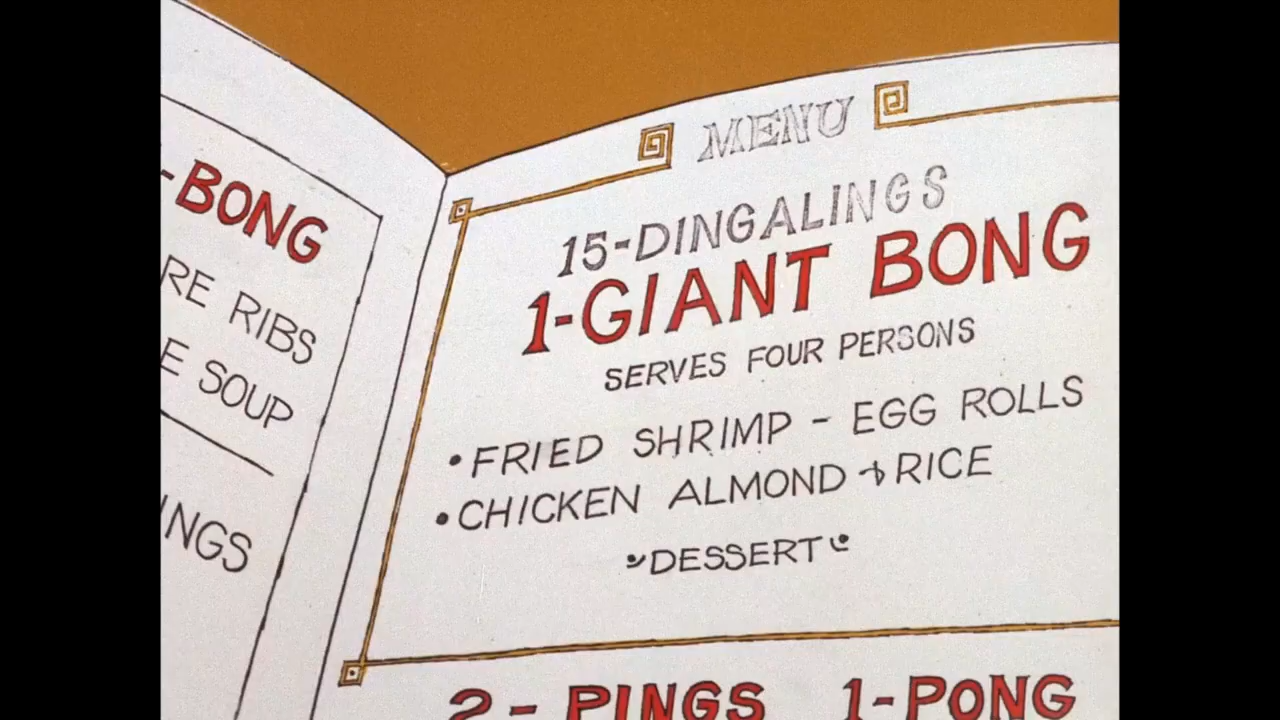 -BONG
RE RIBS
E SOUP
INGS
MENU
15-DINGALINGS
1-GIANT BONG
SERVES FOUR PERSONS
•FRIED SHRIMP - EGG ROLLS
•CHICKEN ALMOND & RICE
DESSERT
2-PINGS 1-PONG